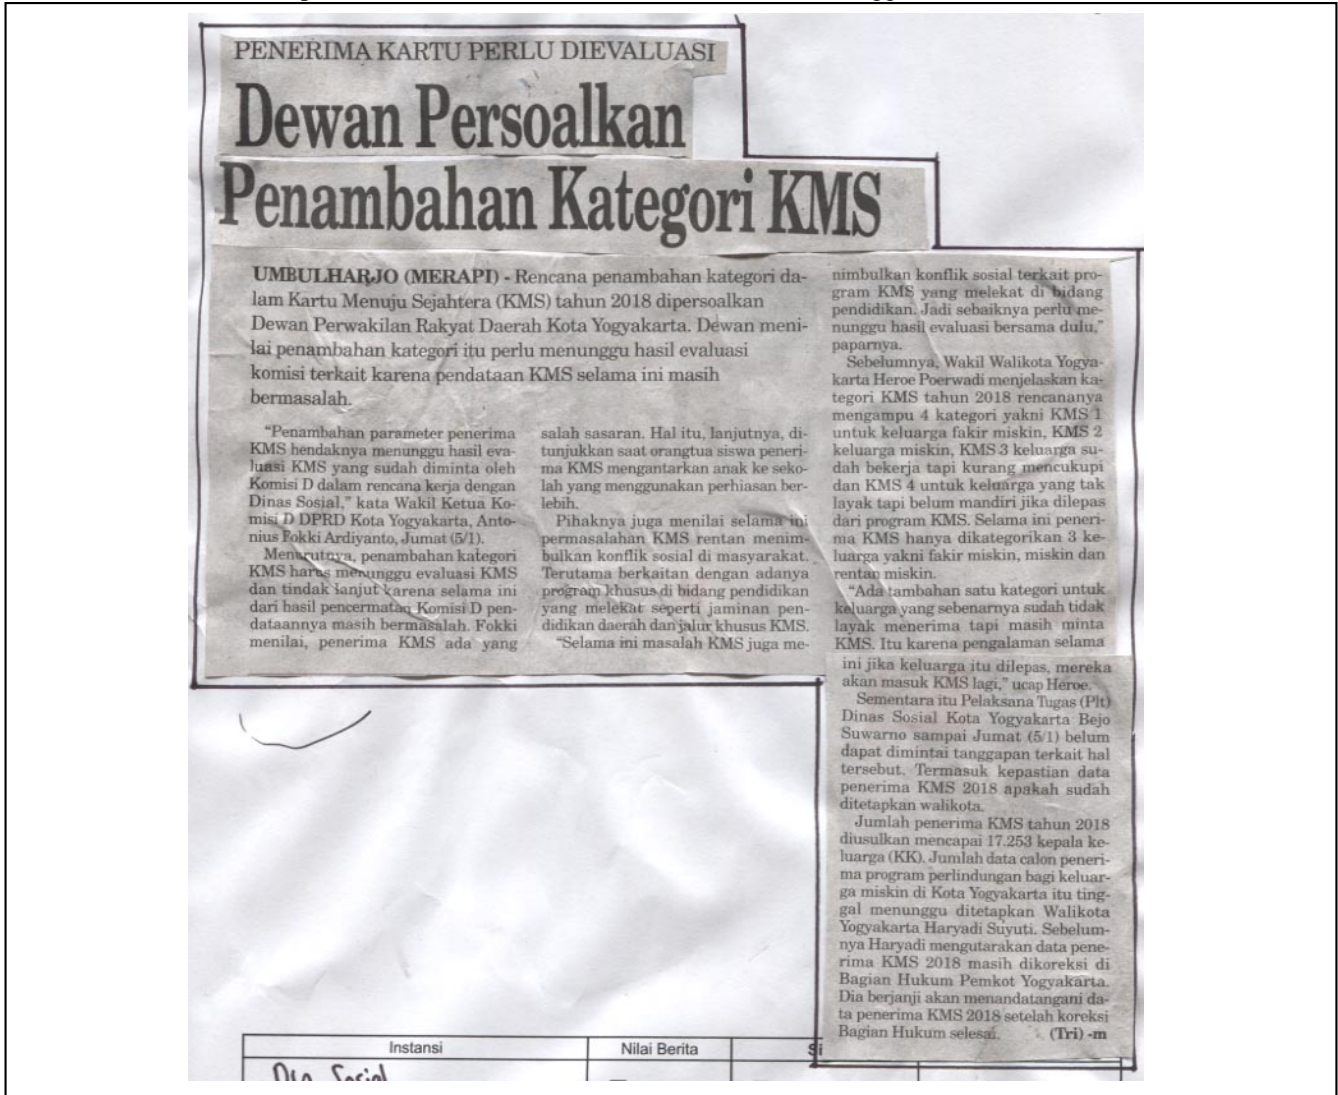 PENERIMA KARTU PERLU DIEVALUASI
Dewan Persoalkan
Penambahan Kategori KMS
UMBULHARJO (MERAPI) - Rencana penambahan kategori da-
lam Kartu Menuju Sejahtera (KMS) tahun 2018 dipersoalkan
Dewan Perwakilan Rakyat Daerah Kota Yogyakarta. Dewan meni-
lai penambahan kategori itu perlu menunggu hasil evaluasi
komisi terkait karena pendataan KMS selama ini masih
bermasalah.
"Penambahan parameter penerima
KMS hendaknya menunggu hasil eva-
luasi KMS yang sudah diminta oleh
Komisi D dalam rencana kerja dengan
Dinas Sosial," kata Wakil Ketua Ko-
misi D DPRD Kota Yogyakarta, Anto-
nius Fokki Ardiyanto, Jumat (5/1).
Menurutnya, penambahan kategori
KMS harus menunggu evaluasi KMS
dan tindak lanjut karena selama ini
dari hasil pencermatan Komisi D pen-
dataannya masih bermasalah. Fokki
menilai, penerima KMS ada yang
salah sasaran. Hal itu, lanjutnya, di-
tunjukkan saat orangtua siswa peneri-
ma KMS mengantarkan anak ke seko-
lah yang menggunakan perhiasan ber-
lebih.
Pihaknya juga menilai selama ini
permasalahan KMS rentan menim-
bulkan konflik sosial di masyarakat.
Terutama berkaitan dengan adanya
program khusus di bidang pendidikan
yang melekat seperti jaminan pen-
didikan daerah dan jalur khusus KMS.
"Selama ini masalah KMS juga me-
nimbulkan konflik sosial terkait pro-
gram KMS yang melekat di bidang
pendidikan. Jadi sebaiknya perlu me-
nunggu hasil evaluasi bersama dulu,"
paparnya.
Sebelumnya, Wakil Walikota Yogya-
karta Heroe Poerwadi menjelaskan ka-
tegori KMS tahun 2018 rencananya
mengampu 4 kategori yakni KMS 1
untuk keluarga fakir miskin, KMS 2
keluarga miskin, KMS 3 keluarga su-
dah bekerja tapi kurang mencukupi
dan KMS 4 untuk keluarga yang tak
layak tapi belum mandiri jika dilepas
dari program KMS. Selama ini peneri-
ma KMS hanya dikategorikan 3 ke-
luarga yakni fakir miskin, miskin dan
rentan miskin.
"Ada tambahan satu kategori untuk
keluarga yang sebenarnya sudah tidak
layak menerima tapi masih minta
KMS. Itu karena pengalaman selama
ini jika keluarga itu dilepas, mereka
akan masuk KMS lagi," ucap Heroe.
Sementara itu Pelaksana Tugas (Plt)
Dinas Sosial Kota Yogyakarta Bejo
Suwarno sampai Jumat (5/1) belum
dapat dimintai tanggapan terkait hal
tersebut. Termasuk kepastian data
penerima KMS 2018 apakah sudah
ditetapkan walikota.
Jumlah penerima KMS tahun 2018
diusulkan mencapai 17.253 kepala ke-
luarga (KK). Jumlah data calon peneri-
ma program perlindungan bagi keluar-
ga miskin di Kota Yogyakarta itu ting-
gal menunggu ditetapkan Walikota
Yogyakarta Haryadi Suyuti. Sebelum-
nya Haryadi mengutarakan data pene-
rima KMS 2018 masih dikoreksi di
Bagian Hukum Pemkot Yogyakarta.
Dia berjanji akan menandatangani da-
ta penerima KMS 2018 setelah koreksi
Bagian Hukum selesai. (Tri) -m
Instansi Nilai Berita
Sosial